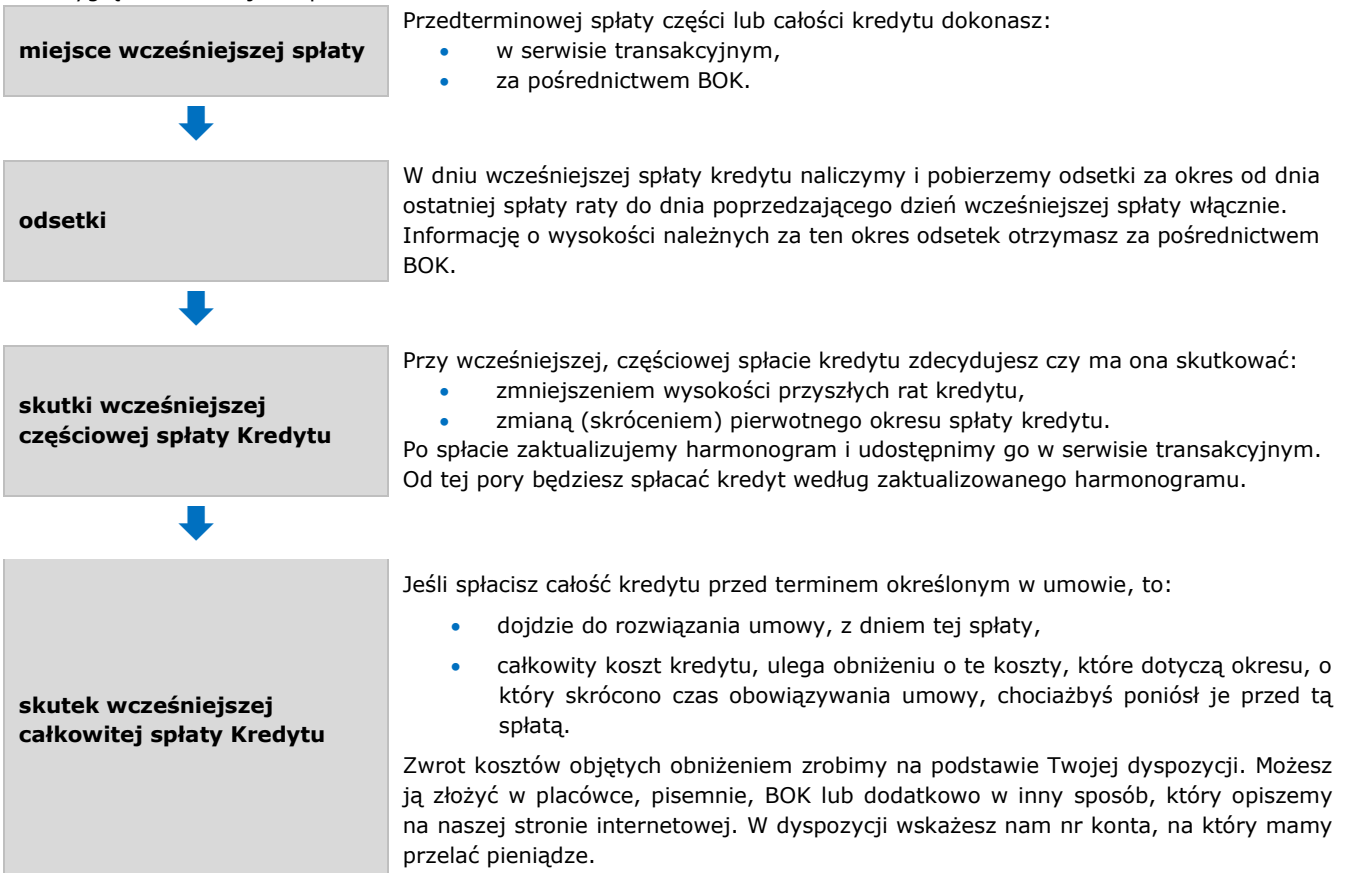 miejsce wcześniejszej spłaty
Przedterminowej spłaty części lub całości kredytu dokonasz:
• w serwisie transakcyjnym,
• za pośrednictwem BOK.
odsetki
W dniu wcześniejszej spłaty kredytu naliczymy i pobierzemy odsetki za okres od dnia
ostatniej spłaty raty do dnia poprzedzającego dzień wcześniejszej spłaty włącznie.
Informację o wysokości należnych za ten okres odsetek otrzymasz za pośrednictwem
BOK.
skutki wcześniejszej
częściowej spłaty Kredytu
Przy wcześniejszej, częściowej spłacie kredytu zdecydujesz czy ma ona skutkować:
• zmniejszeniem wysokości przyszłych rat kredytu,
• zmianą (skróceniem) pierwotnego okresu spłaty kredytu.
Po spłacie zaktualizujemy harmonogram i udostępnimy go w serwisie transakcyjnym.
Od tej pory będziesz spłacać kredyt według zaktualizowanego harmonogramu.
skutek wcześniejszej
całkowitej spłaty Kredytu
Jeśli spłacisz całość kredytu przed terminem określonym w umowie, to:
• dojdzie do rozwiązania umowy, z dniem tej spłaty,
• całkowity koszt kredytu, ulega obniżeniu o te koszty, które dotyczą okresu, o
który skrócono czas obowiązywania umowy, chociażbyś poniósł je przed tą
spłatą.
Zwrot kosztów objętych obniżeniem zrobimy na podstawie Twojej dyspozycji. Możesz
ją złożyć w placówce, pisemnie, BOK lub dodatkowo w inny sposób, który opiszemy
na naszej stronie internetowej. W dyspozycji wskażesz nam nr konta, na który mamy
przelać pieniądze.